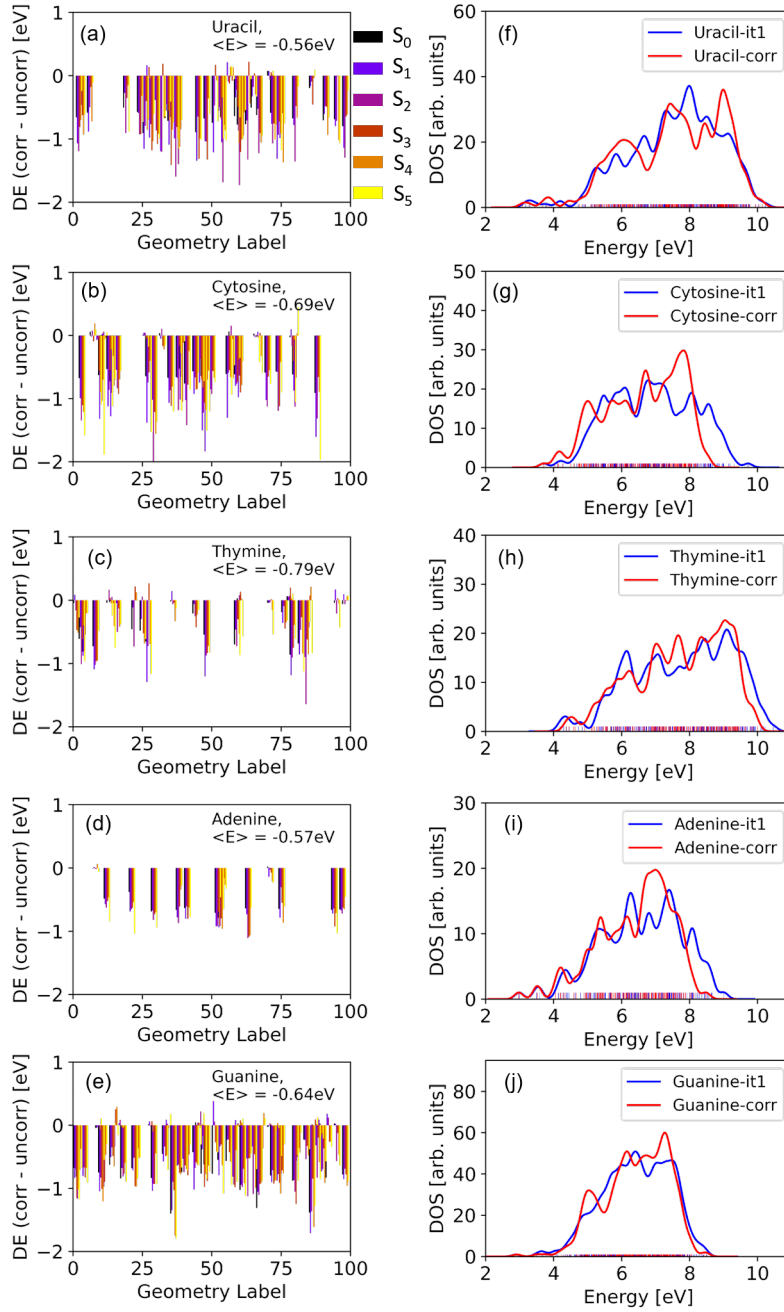 (a)
Uracil,
<E> = -0.56eV
S0
S1
S2
S3
S4
S5
DE (corr - uncorr) [eV]
1
0
−1
−2
0
25
50
75
100
Geometry Label
(f)
Uracil-it1
Uracil-corr
DOS [arb. units]
60
40
20
0
2
4
6
8
10
Energy [eV]
(b)
Cytosine,
<E> = -0.69eV
DE (corr - uncorr) [eV]
1
0
−1
−2
0
25
50
75
100
Geometry Label
(g)
Cytosine-it1
Cytosine-corr
DOS [arb. units]
50
40
30
20
10
0
2
4
6
8
10
Energy [eV]
(c)
Thymine,
<E> = -0.79eV
DE (corr - uncorr) [eV]
1
0
−1
−2
0
25
50
75
100
Geometry Label
(h)
Thymine-it1
Thymine-corr
DOS [arb. units]
40
30
20
10
0
2
4
6
8
10
Energy [eV]
(d)
Adenine,
<E> = -0.57eV
DE (corr - uncorr) [eV]
1
0
−1
−2
0
25
50
75
100
Geometry Label
(i)
Adenine-it1
Adenine-corr
DOS [arb. units]
30
20
10
0
2
4
6
8
10
Energy [eV]
(e)
Guanine,
<E> = -0.64eV
DE (corr - uncorr) [eV]
1
0
−1
−2
0
25
50
75
100
Geometry Label
(j)
Guanine-it1
Guanine-corr
DOS [arb. units]
80
60
40
20
0
2
4
6
8
10
Energy [eV]